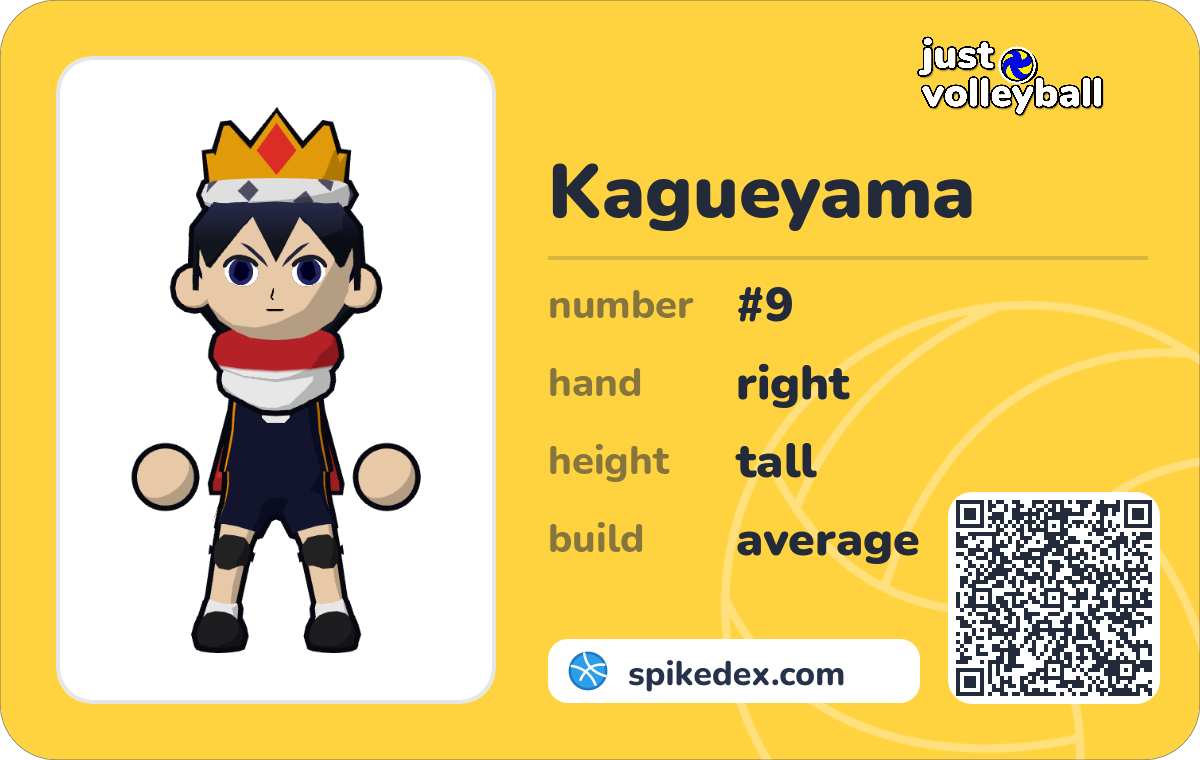 just
volleyball
Kagueyama
number #9
hand right
height tall
build average
spikedex.com